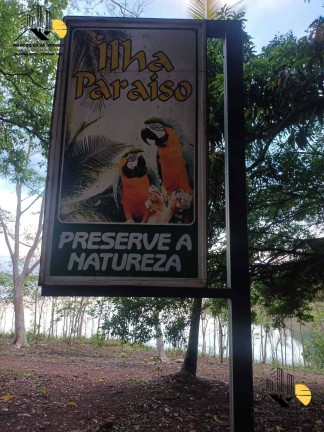 Ilha
Paraiso
PRESERVE A
NATUREZA